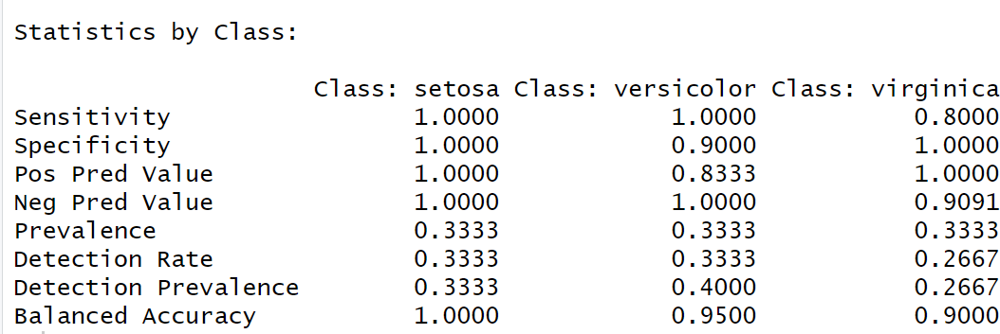 Statistics by Class:
Class: setosa Class: versicolor Class: virginica
Sensitivity 1.0000 1.0000 0.8000
Specificity 1.0000 0.9000 1.0000
Pos Pred Value 1.0000 0.8333 1.0000
Neg Pred Value 1.0000 1.0000 0.9091
Prevalence 0.3333 0.3333 0.3333
Detection Rate 0.3333 0.3333 0.2667
Detection Prevalence 0.3333 0.4000 0.2667
Balanced Accuracy 1.0000 0.9500 0.9000